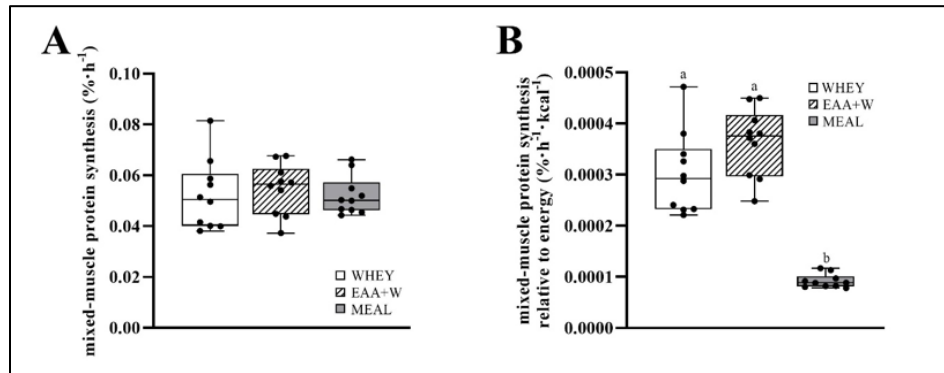 A
mixed-muscle protein synthesis (%·h⁻¹)
0.10
0.08
0.06
0.04
0.02
0.00
WHEY
EAA+W
MEAL
B
mixed-muscle protein synthesis
relative to energy (%·h⁻¹·kcal⁻¹)
0.0005
0.0004
0.0003
0.0002
0.0001
0.0000
a
a
b
WHEY
EAA+W
MEAL